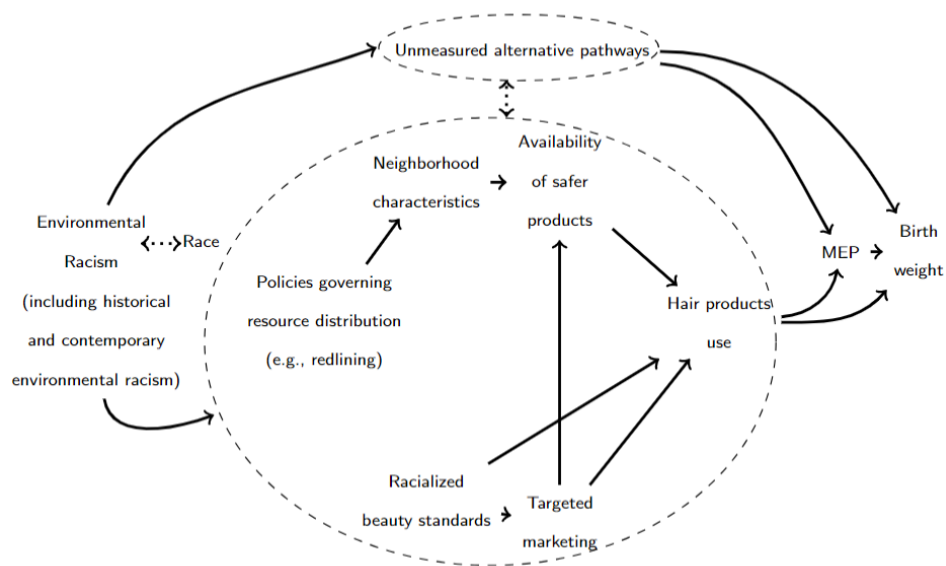 Unmeasured alternative pathways
Availability
of safer
products
Neighborhood
characteristics
Environmental
Racism
(including historical
and contemporary
environmental racism)
Race
Policies governing
resource distribution
(e.g., redlining)
Hair products
use
MEP
Birth
weight
Racialized
beauty standards
Targeted
marketing